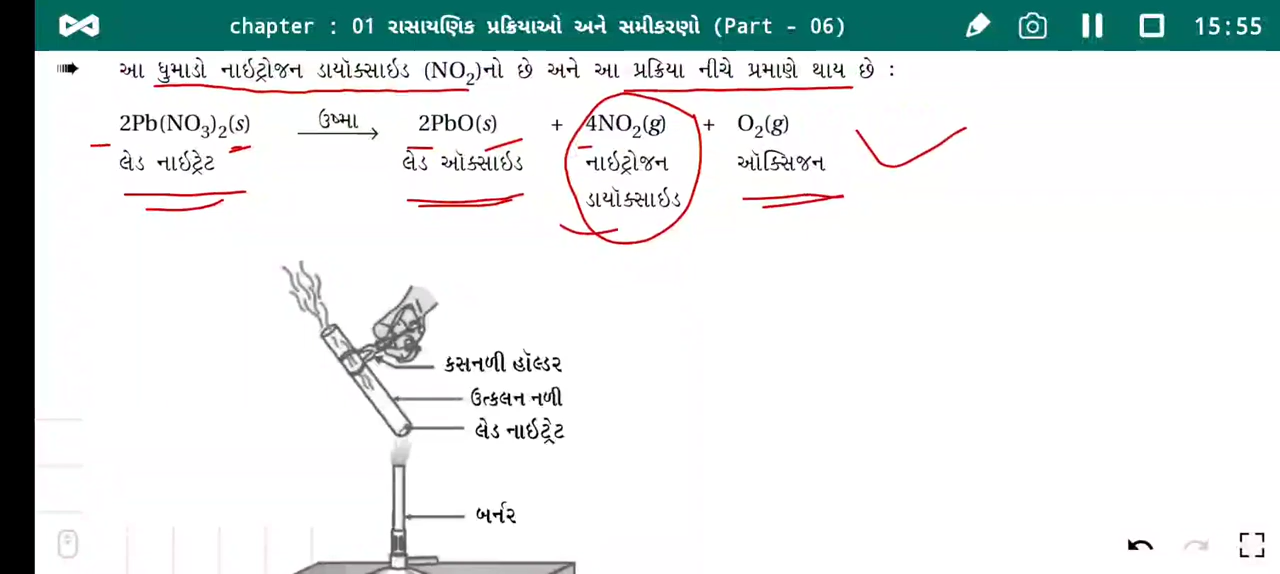 chapter : 01 રાસાયણિક પ્રક્રિયાઓ અને સમીકરણો (Part - 06)
15:55
આ ધુમાડો નાઇટ્રોજન ડાયૉક્સાઇડ (NO₂)નો છે અને આ પ્રક્રિયા નીચે પ્રમાણે થાય છે :
2Pb(NO₃)₂(s) ઉષ્મા→ 2PbO(s) + 4NO₂(g) + O₂(g)
લેડ નાઇટ્રેટ લેડ ઑક્સાઇડ નાઇટ્રોજન ઑક્સિજન
ડાયૉક્સાઇડ
કસનળી હૉલ્ડર
ઉત્કલન નળી
લેડ નાઇટ્રેટ
બર્નર